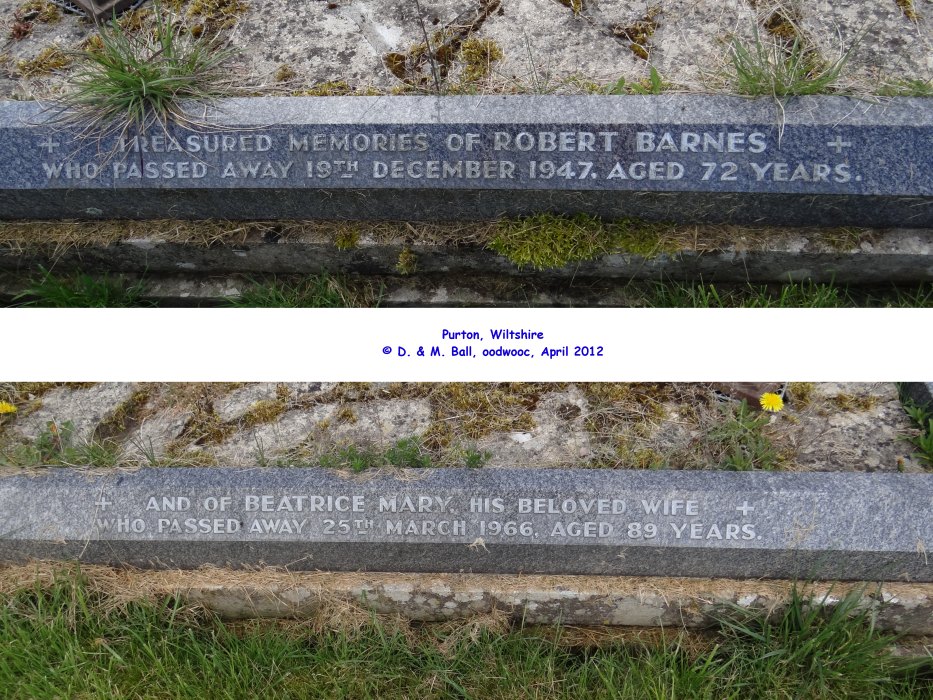 + TREASURED MEMORIES OF ROBERT BARNES +
WHO PASSED AWAY 19TH DECEMBER 1947. AGED 72 YEARS.
Purton, Wiltshire
© D. & M. Ball, oodwooc, April 2012
+ AND OF BEATRICE MARY, HIS BELOVED WIFE +
WHO PASSED AWAY 25TH MARCH 1966, AGED 89 YEARS.